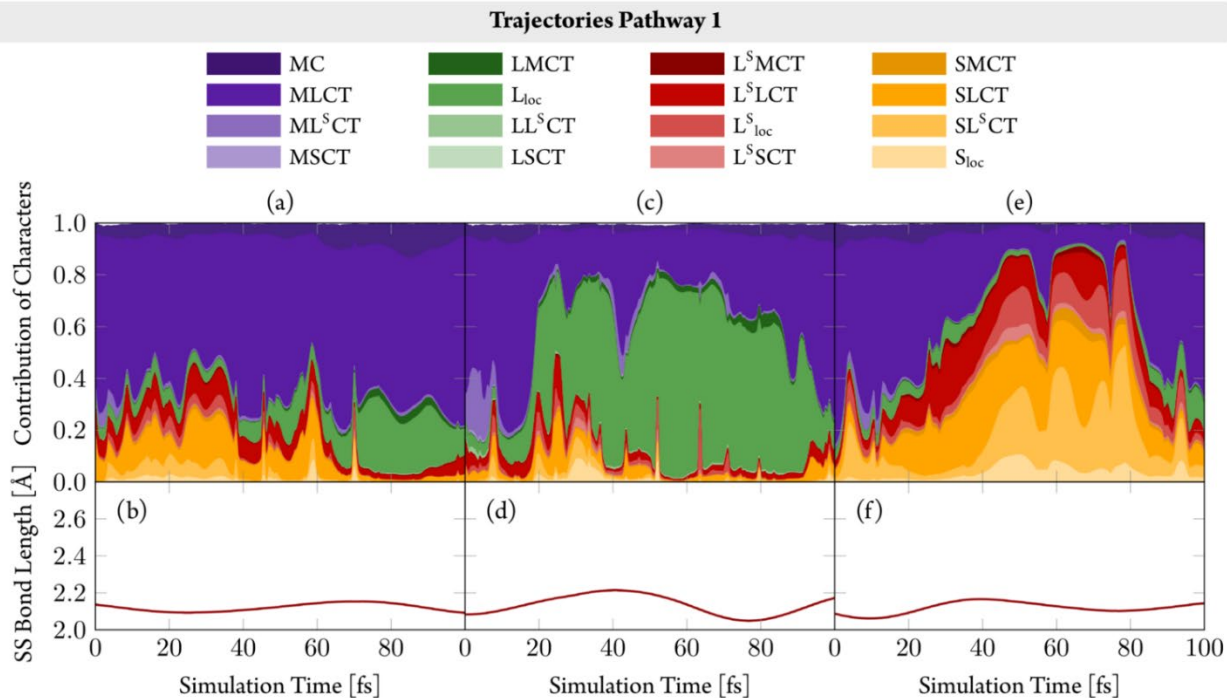 Trajectories Pathway 1
MC LMCT L^SMCT SMCT
MLCT L_loc L^SLCT SLCT
ML^SCT LL^SCT L^S_loc SL^SCT
MSCT LSCT L^SSCT S_loc
(a) (c) (e)
Contribution of Characters
1.0
0.8
0.6
0.4
0.2
0.0
SS Bond Length [Å]
(b) (d) (f)
2.6
2.4
2.2
2.0
0 20 40 60 80 0 20 40 60 80 0 20 40 60 80 100
Simulation Time [fs] Simulation Time [fs] Simulation Time [fs]